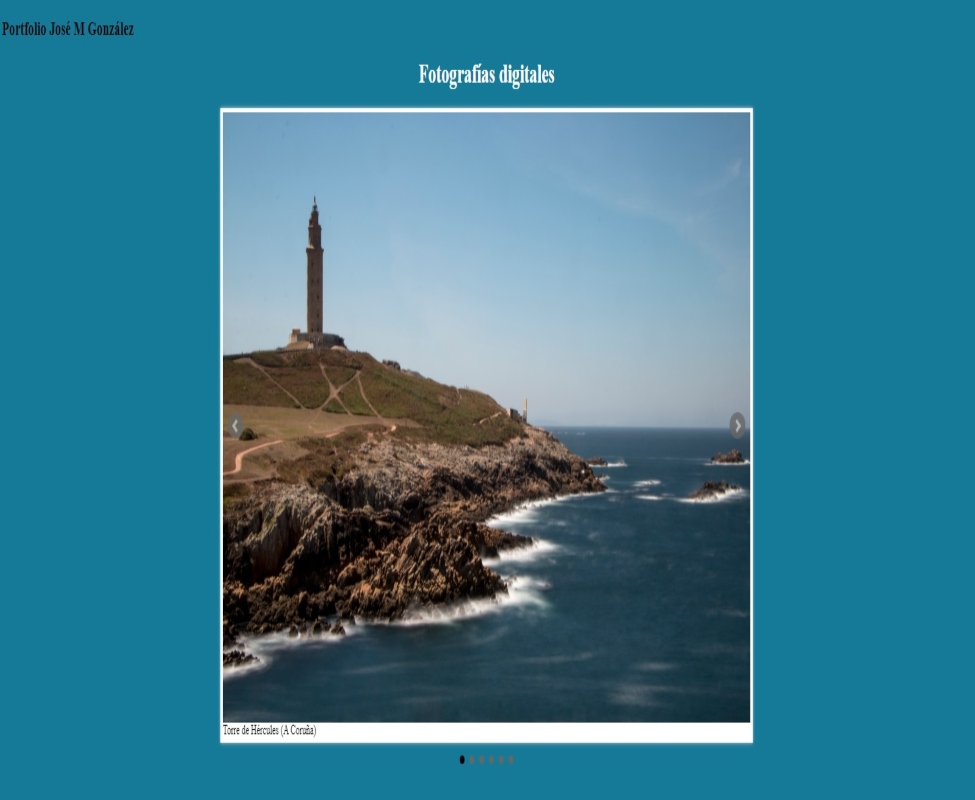 Portfolio José M González
Fotografías digitales
Torre de Hércules (A Coruña)